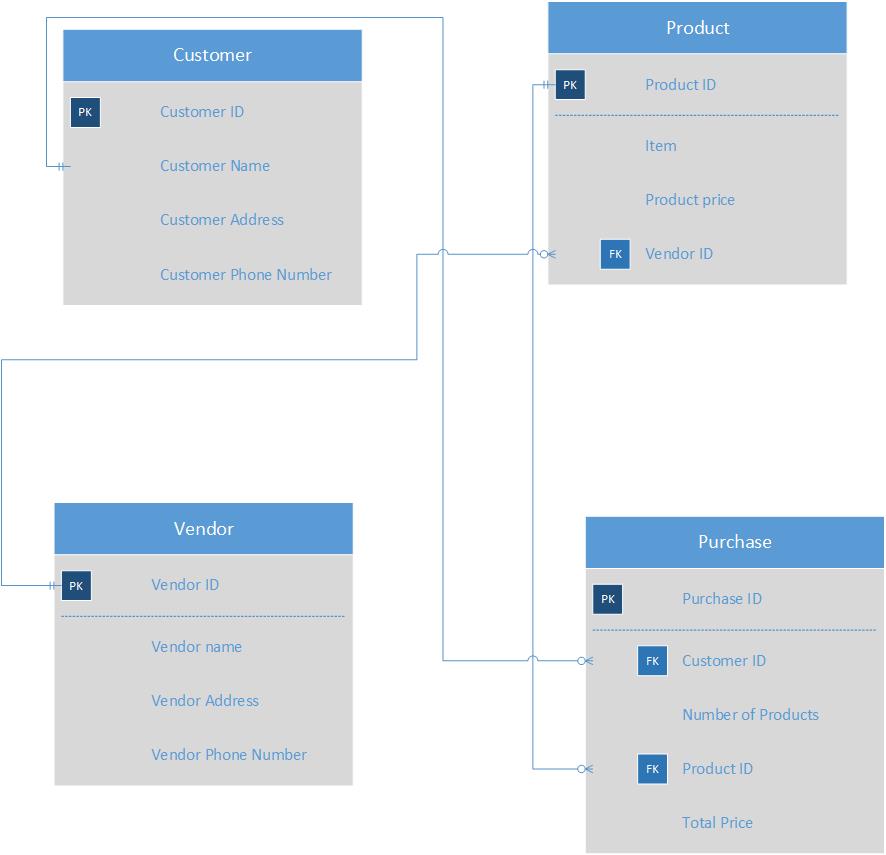 Customer
PK Customer ID
Customer Name
Customer Address
Customer Phone Number
Product
PK Product ID
Item
Product price
FK Vendor ID
Vendor
PK Vendor ID
Vendor name
Vendor Address
Vendor Phone Number
Purchase
PK Purchase ID
FK Customer ID
Number of Products
FK Product ID
Total Price